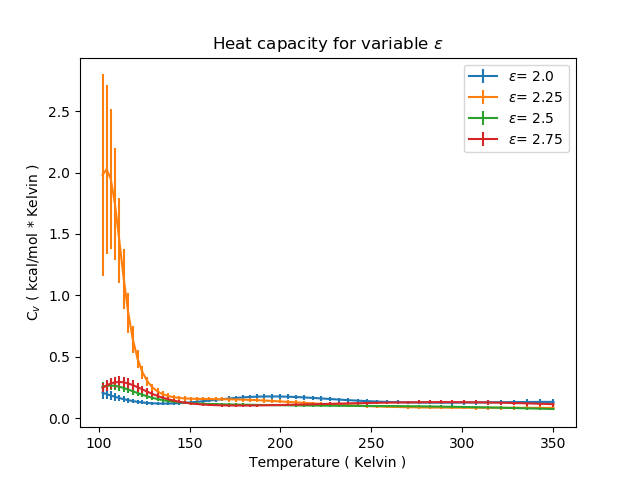 Heat capacity for variable ε
ε= 2.0
ε= 2.25
ε= 2.5
ε= 2.75
C_v ( kcal/mol * Kelvin )
2.5
2.0
1.5
1.0
0.5
0.0
100 150 200 250 300 350
Temperature ( Kelvin )